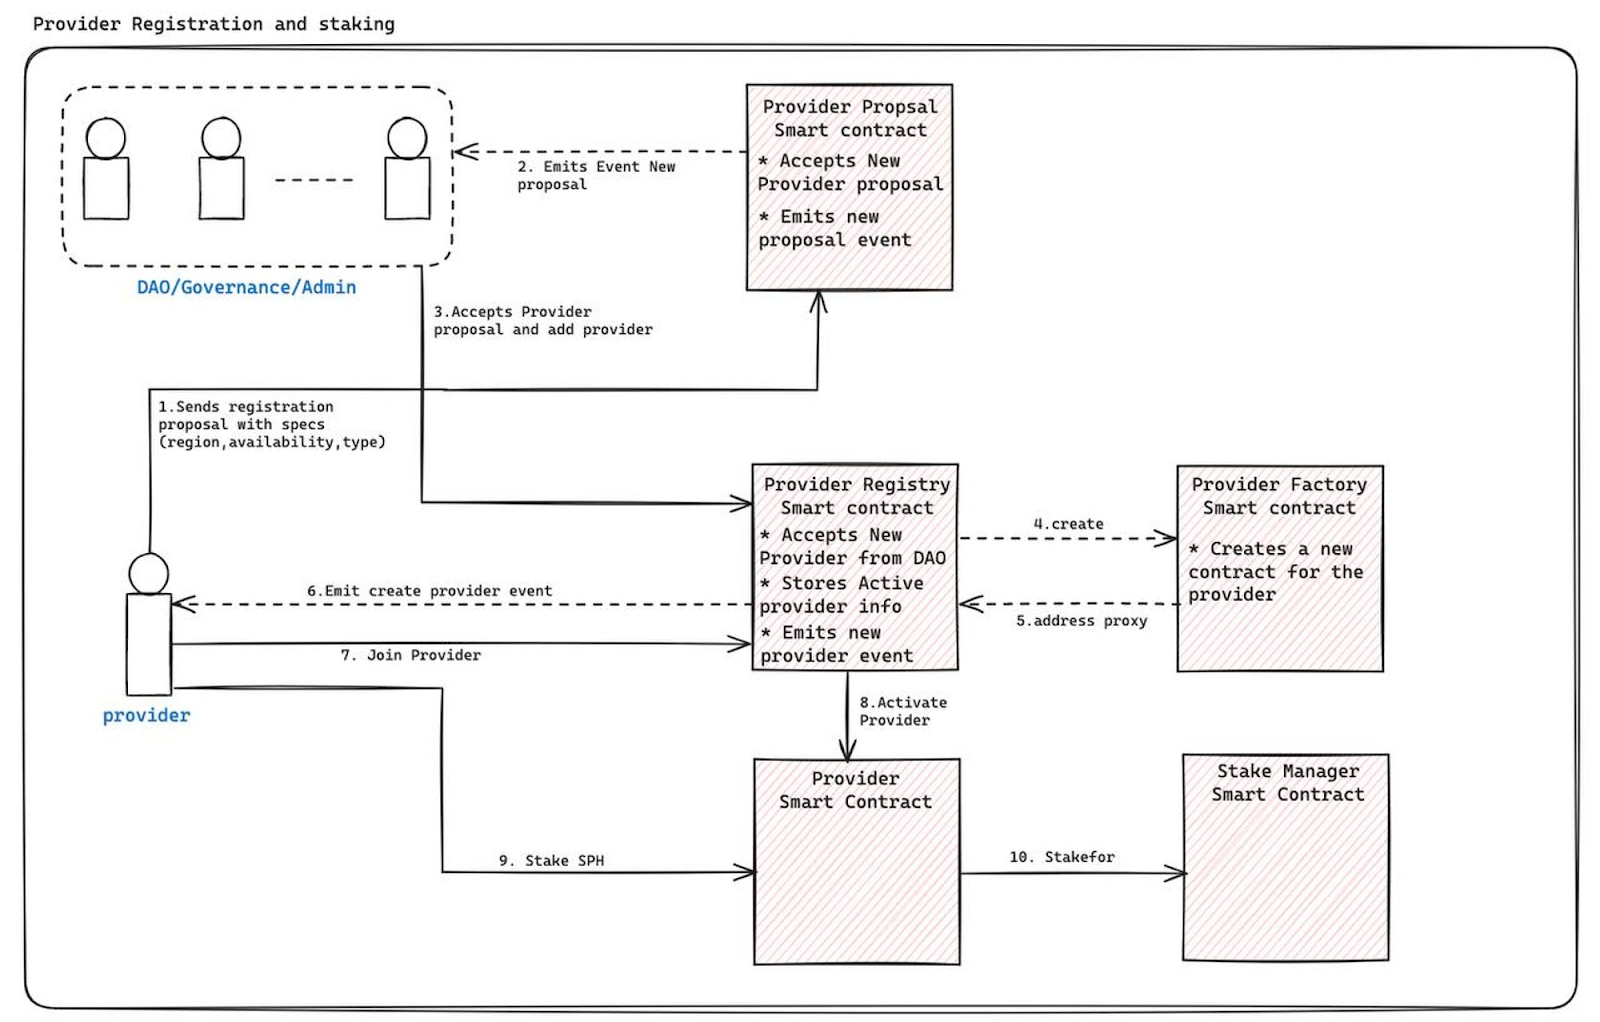 Provider Registration and staking
Provider Propsal
Smart contract
* Accepts New
Provider proposal
* Emits new
proposal event
2. Emits Event New
proposal
DAO/Governance/Admin
3.Accepts Provider
proposal and add provider
1.Sends registration
proposal with specs
(region,availability,type)
Provider Registry
Smart contract
* Accepts New
Provider from DAO
* Stores Active
provider info
* Emits new
provider event
4.create
Provider Factory
Smart contract
* Creates a new
contract for the
provider
5.address proxy
6.Emit create provider event
7. Join Provider
provider
8.Activate
Provider
Provider
Smart Contract
Stake Manager
Smart Contract
9. Stake SPH
10. Stakefor